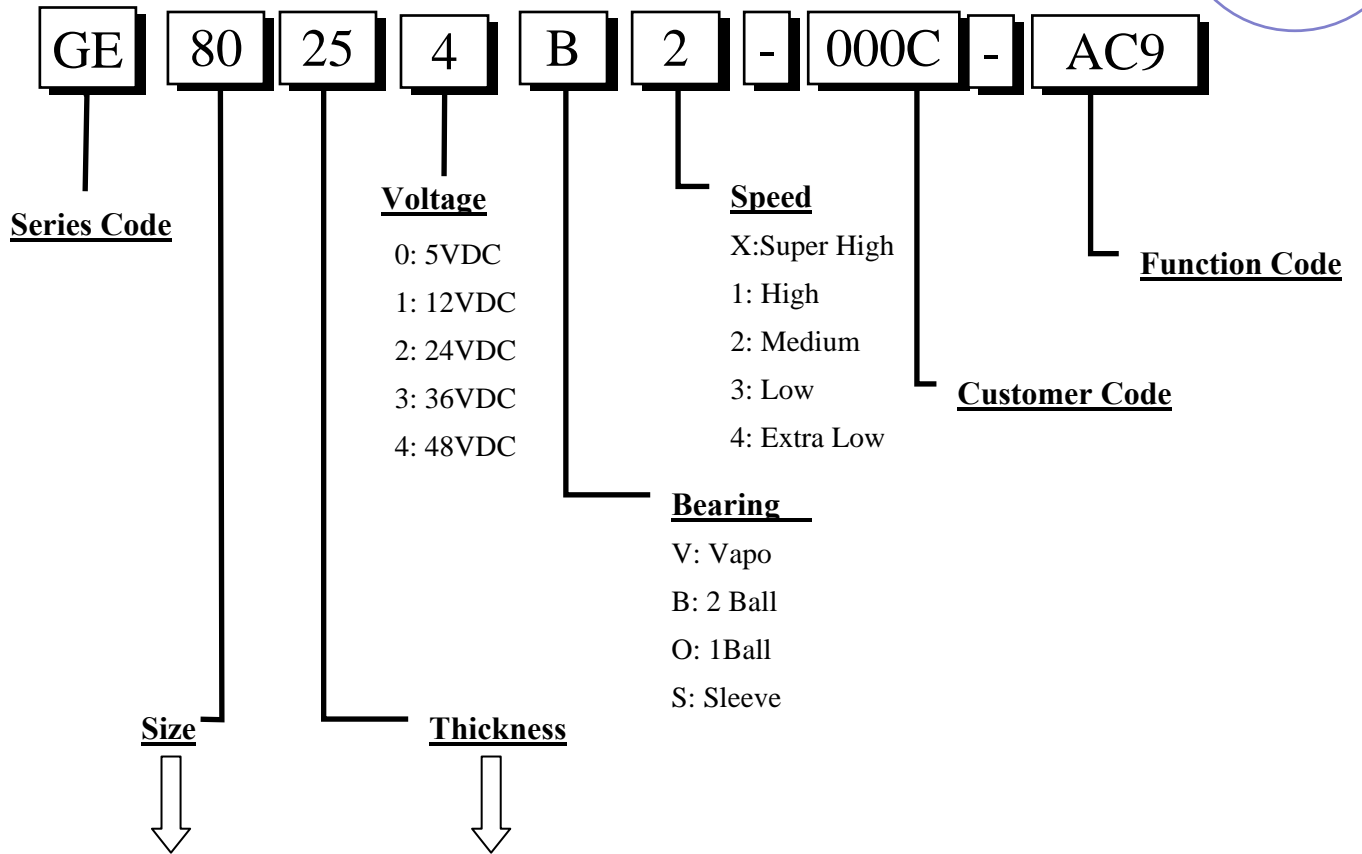 GE 80 25 4 B 2 - 000C - AC9
Series Code
Voltage
0: 5VDC
1: 12VDC
2: 24VDC
3: 36VDC
4: 48VDC
Speed
X:Super High
1: High
2: Medium
3: Low
4: Extra Low
Function Code
Customer Code
Bearing
V: Vapo
B: 2 Ball
O: 1Ball
S: Sleeve
Size
Thickness